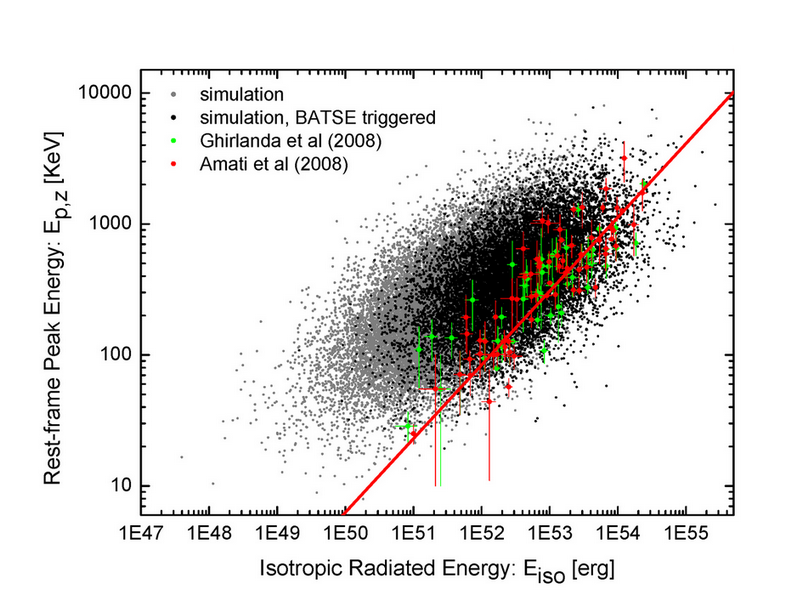 10000
1000
100
10
simulation
simulation, BATSE triggered
Ghirlanda et al (2008)
Amati et al (2008)
Rest-frame Peak Energy: Ep,z [KeV]
1E47 1E48 1E49 1E50 1E51 1E52 1E53 1E54 1E55
Isotropic Radiated Energy: Eiso [erg]